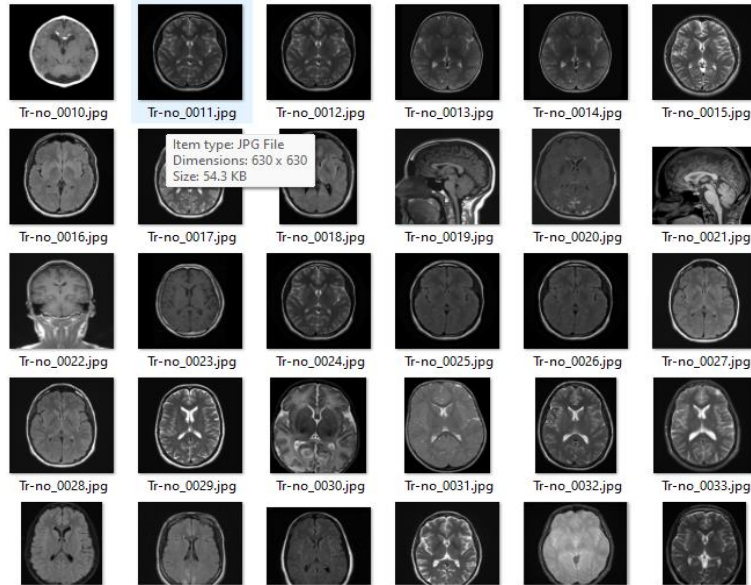 Tr-no_0010.jpg
Tr-no_0011.jpg
Tr-no_0012.jpg
Tr-no_0013.jpg
Tr-no_0014.jpg
Tr-no_0015.jpg
Item type: JPG File
Dimensions: 630 x 630
Size: 54.3 KB
Tr-no_0016.jpg
Tr-no_0017.jpg
Tr-no_0018.jpg
Tr-no_0019.jpg
Tr-no_0020.jpg
Tr-no_0021.jpg
Tr-no_0022.jpg
Tr-no_0023.jpg
Tr-no_0024.jpg
Tr-no_0025.jpg
Tr-no_0026.jpg
Tr-no_0027.jpg
Tr-no_0028.jpg
Tr-no_0029.jpg
Tr-no_0030.jpg
Tr-no_0031.jpg
Tr-no_0032.jpg
Tr-no_0033.jpg